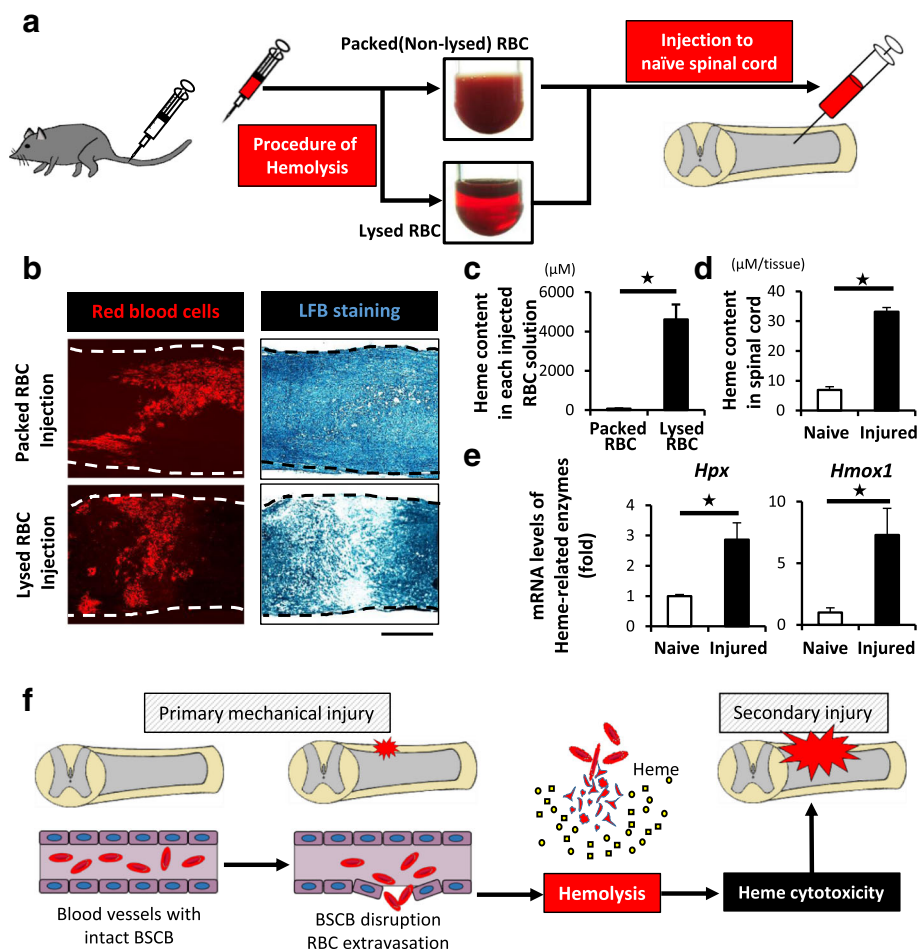 a
Packed(Non-lysed) RBC
Injection to
naïve spinal cord
Procedure of
Hemolysis
Lysed RBC
b
Red blood cells
LFB staining
Packed RBC
Injection
Lysed RBC
Injection
c
(μM)
★
Heme content
in each injected
RBC solution
6000
4000
2000
0
Packed
RBC
Lysed
RBC
d
(μM/tissue)
★
Heme content
in spinal cord
40
30
20
10
0
Naive
Injured
e
mRNA levels of
Heme-related enzymes
(fold)
Hpx
★
4
3
2
1
0
Naive
Injured
Hmox1
★
10
5
0
Naive
Injured
f
Primary mechanical injury
Secondary injury
Heme
Hemolysis
Heme cytotoxicity
Blood vessels with
intact BSCB
BSCB disruption
RBC extravasation